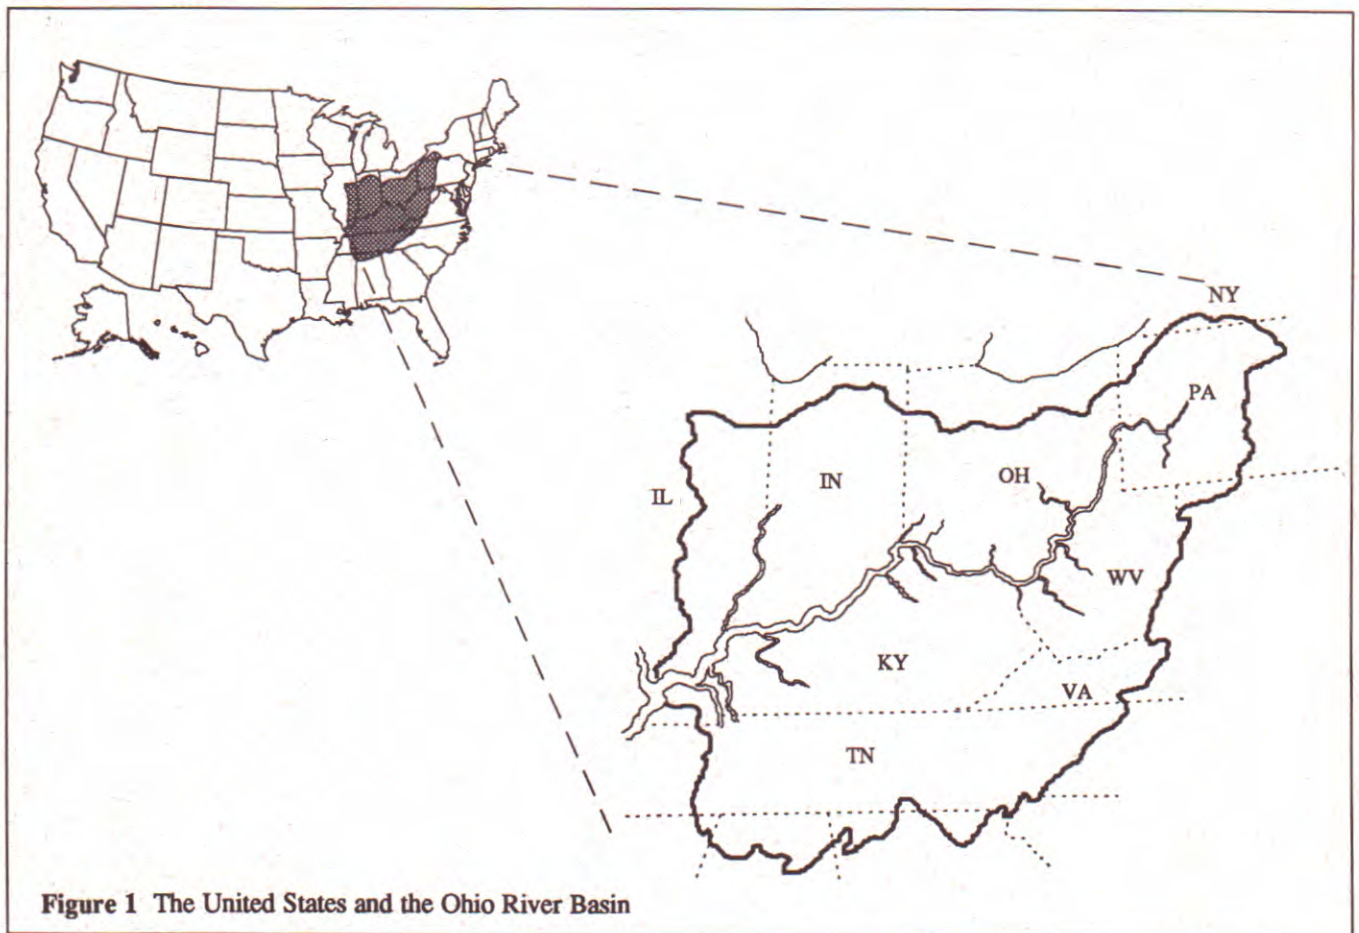 NY
PA
IL
IN
OH
WV
KY
VA
TN
Figure 1 The United States and the Ohio River Basin